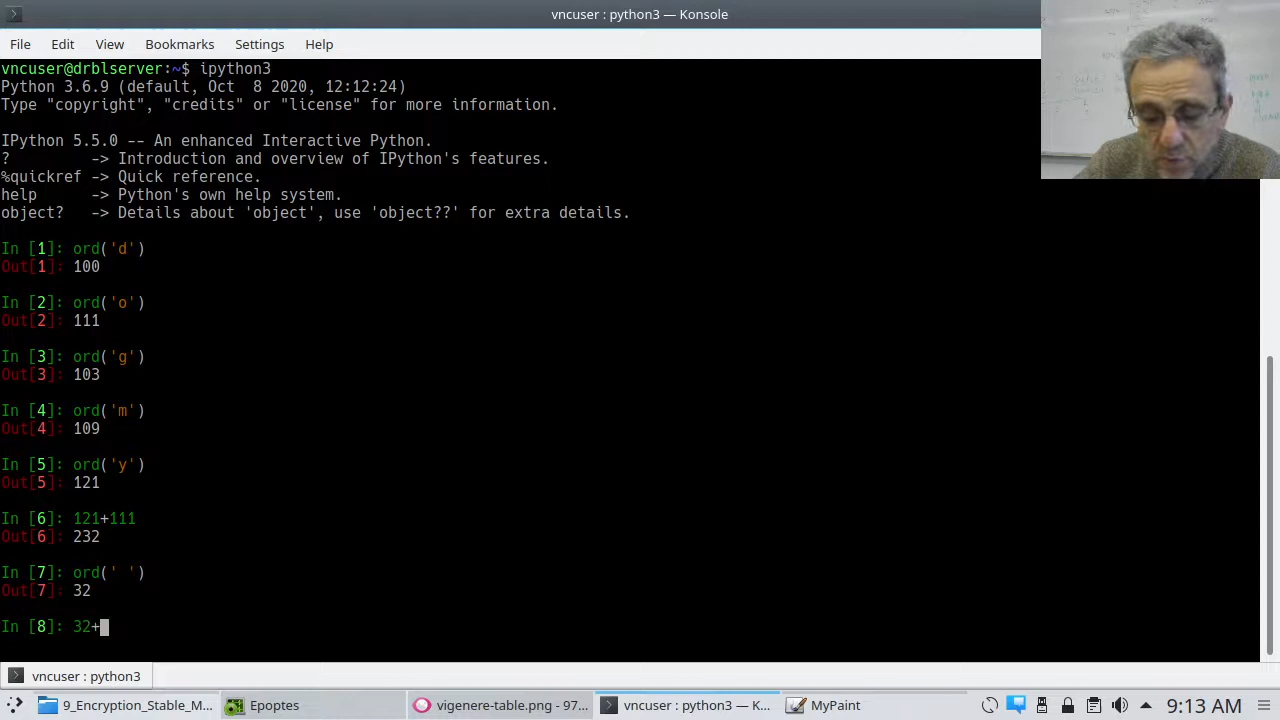 vncuser : python3 — Konsole
File Edit View Bookmarks Settings Help
vncuser@drblserver:~$ ipython3
Python 3.6.9 (default, Oct  8 2020, 12:12:24)
Type "copyright", "credits" or "license" for more information.
IPython 5.5.0 -- An enhanced Interactive Python.
?         -> Introduction and overview of IPython's features.
%quickref -> Quick reference.
help      -> Python's own help system.
object?   -> Details about 'object', use 'object??' for extra details.
In [1]: ord('d')
Out[1]: 100
In [2]: ord('o')
Out[2]: 111
In [3]: ord('g')
Out[3]: 103
In [4]: ord('m')
Out[4]: 109
In [5]: ord('y')
Out[5]: 121
In [6]: 121+111
Out[6]: 232
In [7]: ord(' ')
Out[7]: 32
In [8]: 32+
vncuser : python3
9_Encryption_Stable_M... Epoptes vigenere-table.png - 37... vncuser : python3 — K... MyPaint 9:13 AM